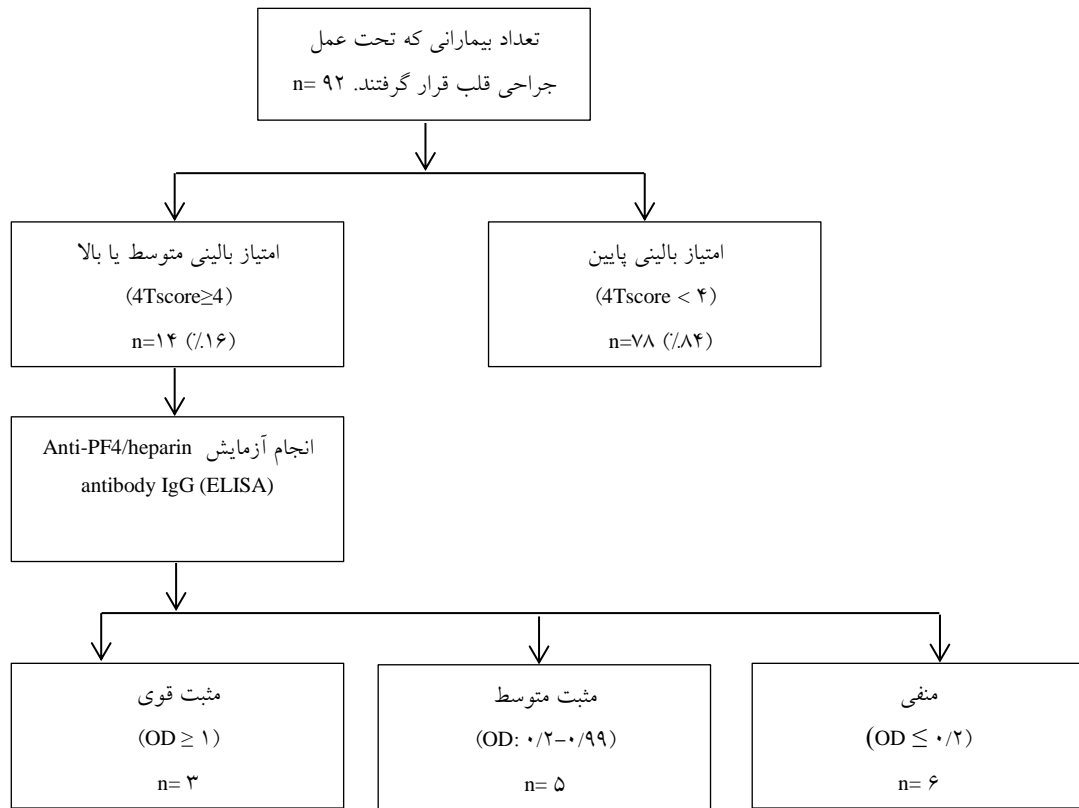 تعداد بیمارانی که تحت عمل
جراحی قلب قرار گرفتند. n= ۹۲
امتیاز بالینی متوسط یا بالا
(4Tscore≥4)
n=۱۴ (٪۱۶)
امتیاز بالینی پایین
(4Tscore < ۴)
n=۷۸ (٪۸۴)
انجام آزمایش Anti-PF4/heparin
antibody IgG (ELISA)
مثبت قوی
(OD ≥ ۱)
n= ۳
مثبت متوسط
(OD: ۰/۲–۰/۹۹)
n= ۵
منفی
(OD ≤ ۰/۲)
n= ۶